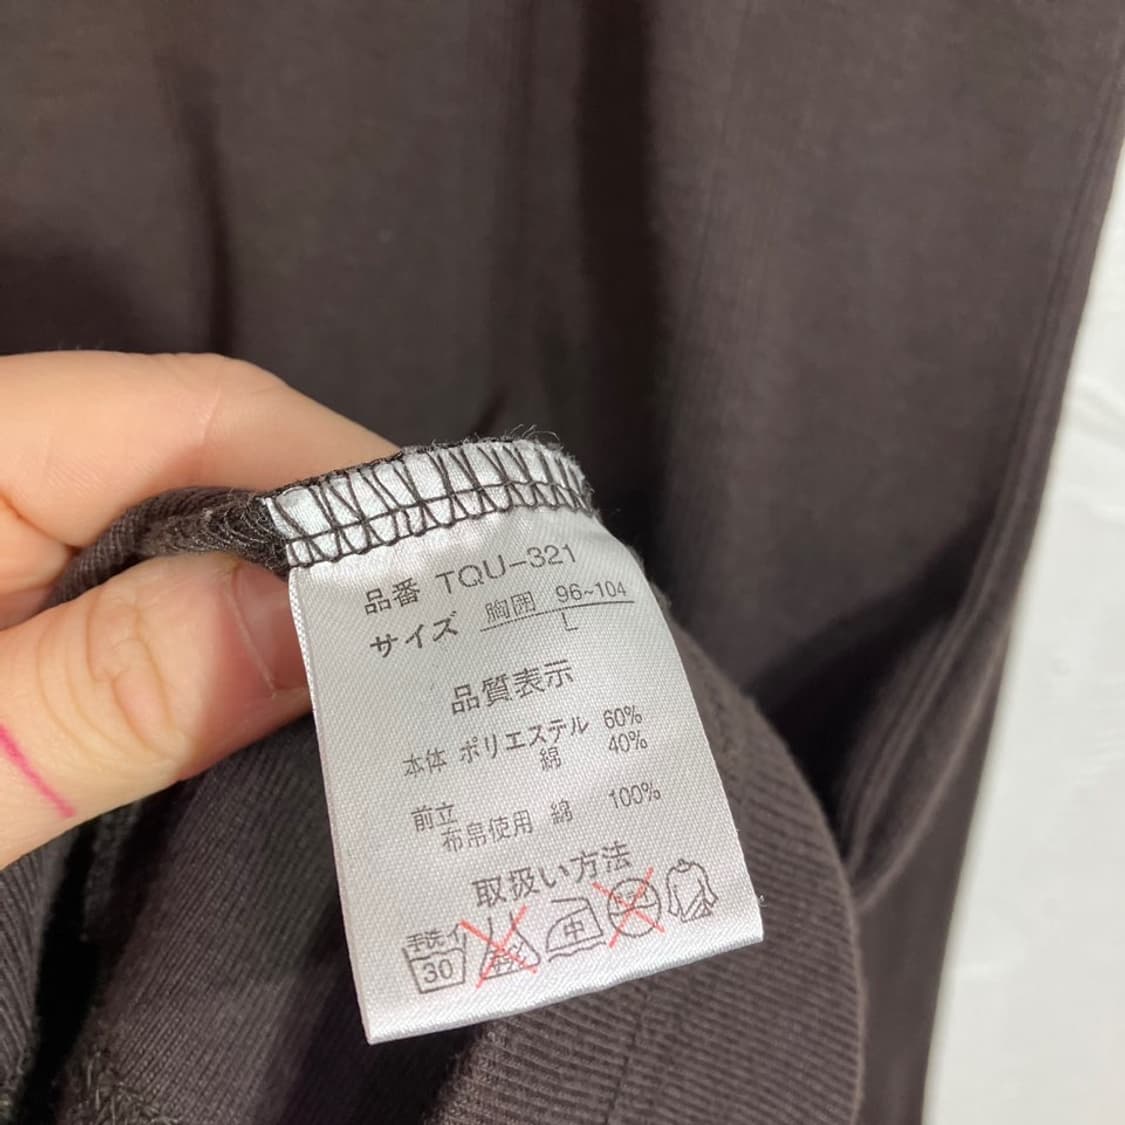 品番 TQU-321
サイズ 胸囲 96~104
L
品質表示
本体 ポリエステル 60%
綿 40%
前立
布帛使用 綿 100%
取扱い方法
手洗イ
30
中